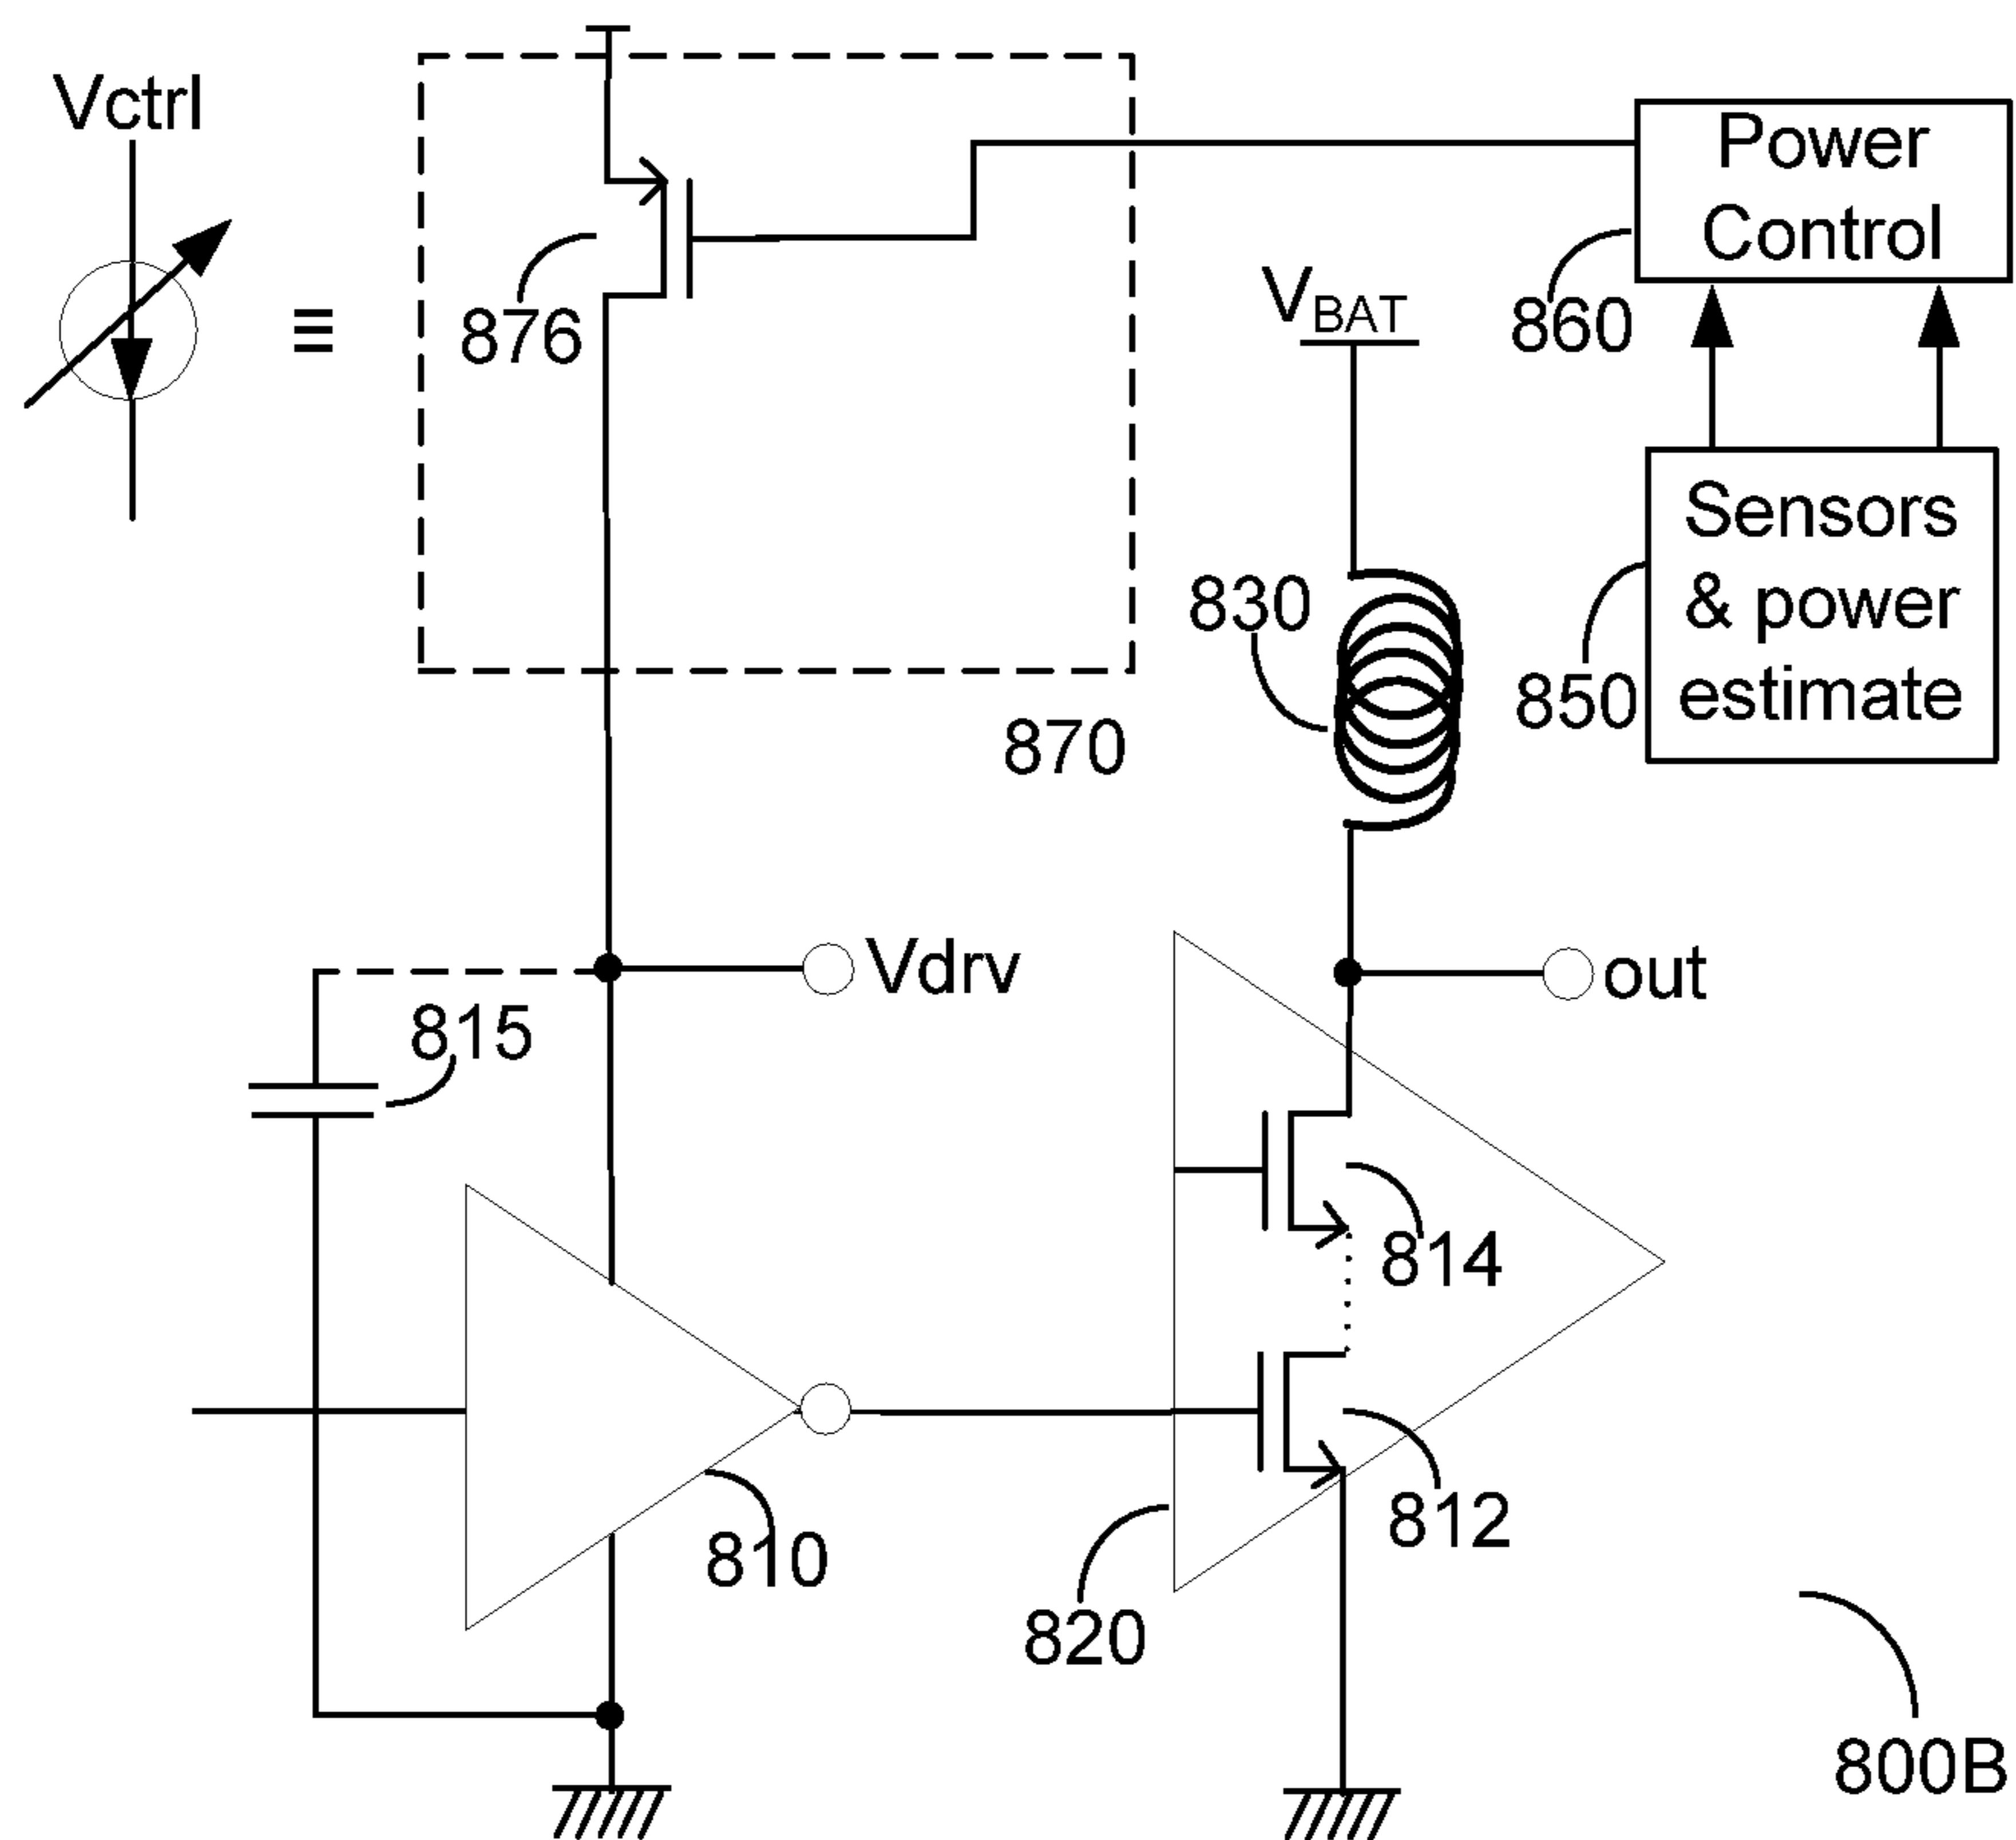 Vctrl
Power
Control
876
≡
VBAT
860
Sensors
& power
estimate
830
850
870
Vdrv
out
815
814
812
810
820
800B